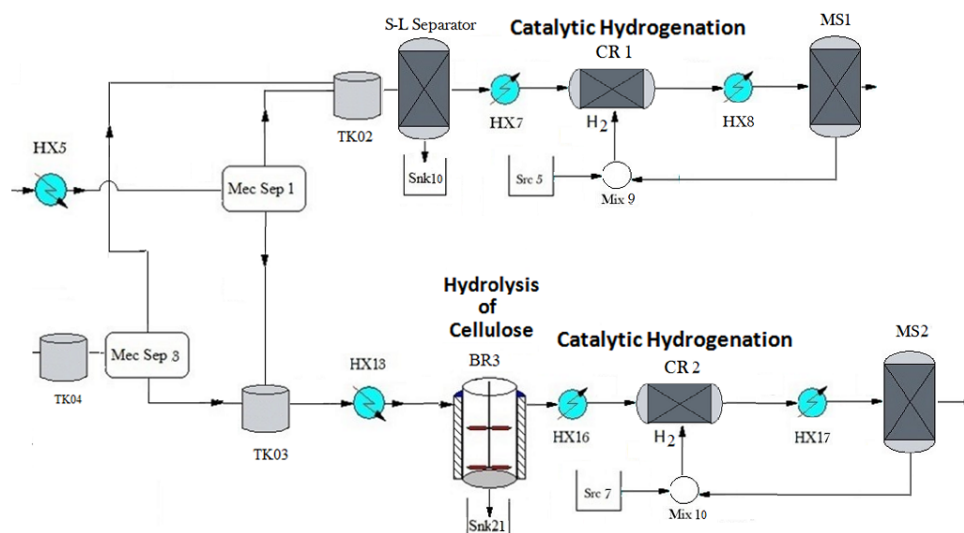 S-L Separator
Catalytic Hydrogenation
MS1
CR 1
TK02
HX7
H2
HX8
HX5
Mec Sep 1
Snk10
Src 5
Mix 9
Hydrolysis
of
Cellulose
Catalytic Hydrogenation
MS2
Mec Sep 3
HX13
BR3
CR 2
TK04
TK03
HX16
H2
HX17
Src 7
Mix 10
Snk21